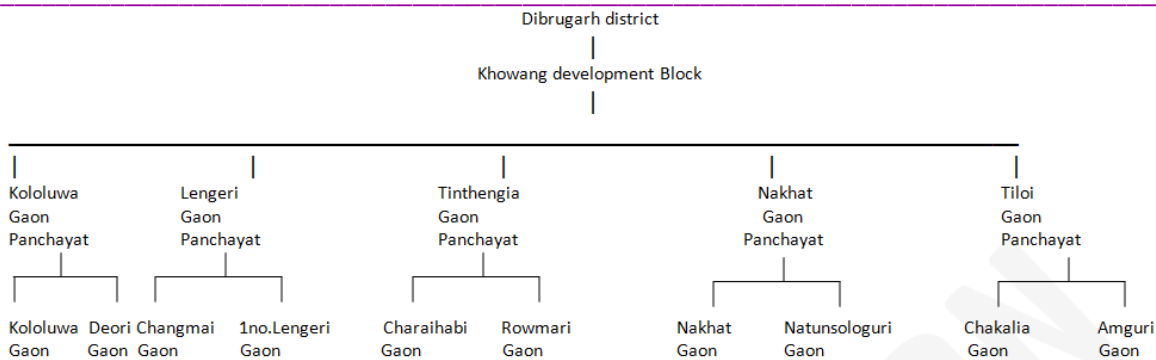 Dibrugarh district
Khowang development Block
Kololuwa Lengeri Tinthengia Nakhat Tiloi
Gaon Gaon Gaon Gaon Gaon
Panchayat Panchayat Panchayat Panchayat Panchayat
Kololuwa Deori Changmai 1no.Lengeri Charaihabi Rowmari Nakhat Natunsologuri Chakalia Amguri
Gaon Gaon Gaon Gaon Gaon Gaon Gaon Gaon Gaon Gaon